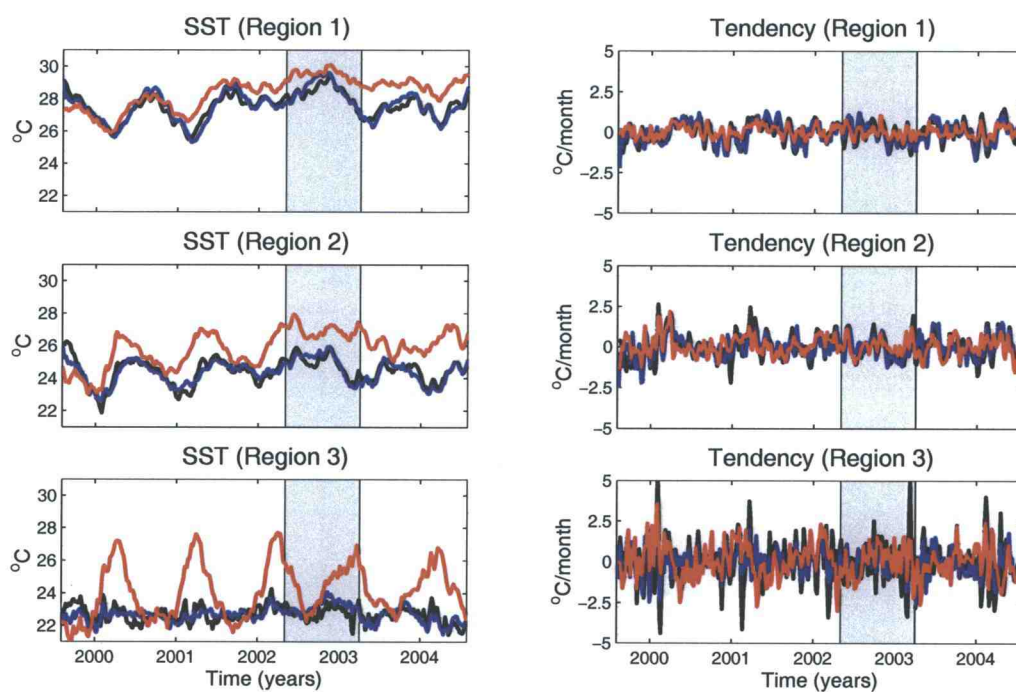 SST (Region 1)
30
28
26
24
22
°C
Tendency (Region 1)
5
2.5
0
−2.5
−5
°C/month
SST (Region 2)
30
28
26
24
22
°C
Tendency (Region 2)
5
2.5
0
−2.5
−5
°C/month
SST (Region 3)
30
28
26
24
22
°C
2000 2001 2002 2003 2004
Time (years)
Tendency (Region 3)
5
2.5
0
−2.5
−5
°C/month
2000 2001 2002 2003 2004
Time (years)